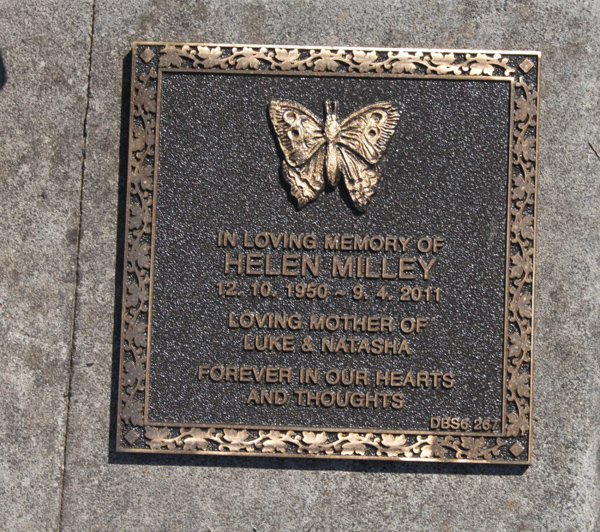 IN LOVING MEMORY OF
HELEN MILLEY
12. 10. 1950 ~ 9. 4. 2011
LOVING MOTHER OF
LUKE & NATASHA
FOREVER IN OUR HEARTS
AND THOUGHTS
DBS6 267